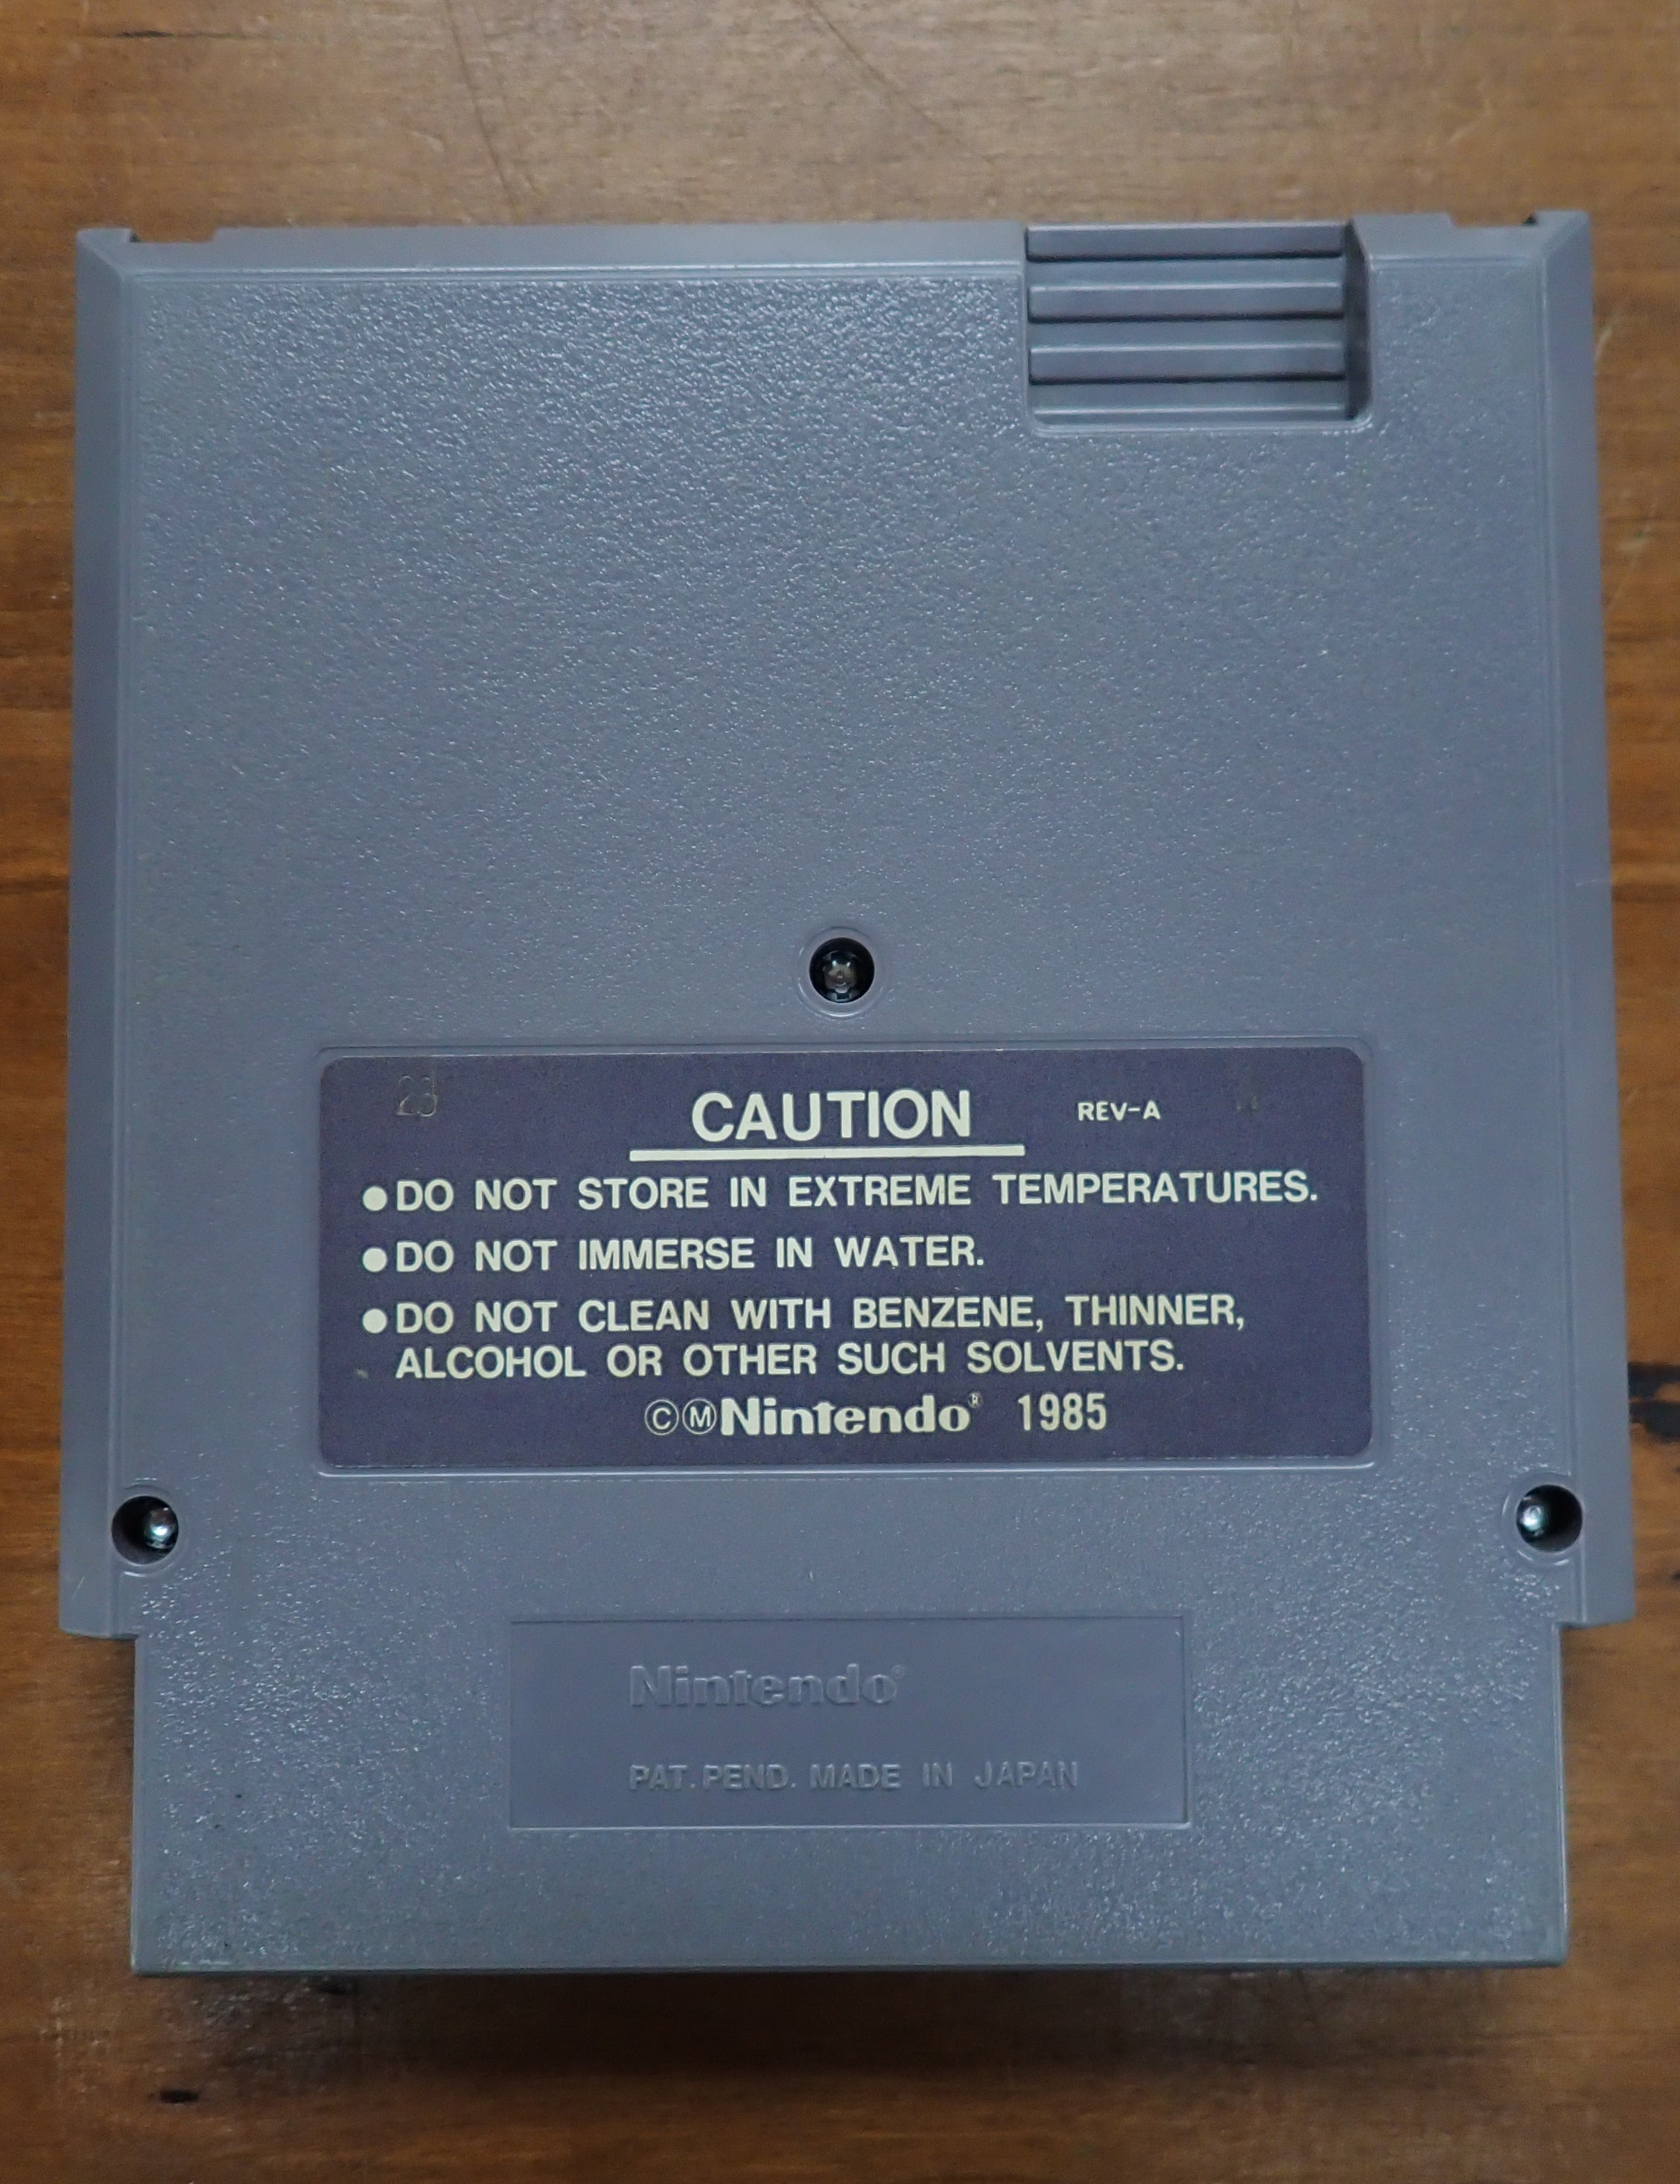 23
CAUTION REV-A
●DO NOT STORE IN EXTREME TEMPERATURES.
●DO NOT IMMERSE IN WATER.
●DO NOT CLEAN WITH BENZENE, THINNER,
ALCOHOL OR OTHER SUCH SOLVENTS.
©ⓂNintendo® 1985
Nintendo®
PAT. PEND. MADE IN JAPAN